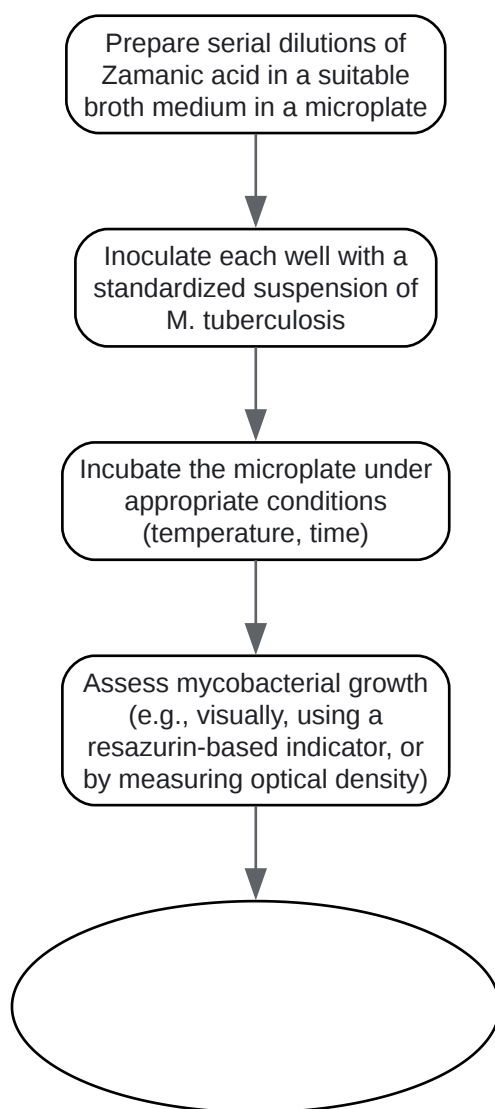 Prepare serial dilutions of
Zamanic acid in a suitable
broth medium in a microplate
Inoculate each well with a
standardized suspension of
M. tuberculosis
Incubate the microplate under
appropriate conditions
(temperature, time)
Assess mycobacterial growth
(e.g., visually, using a
resazurin-based indicator, or
by measuring optical density)